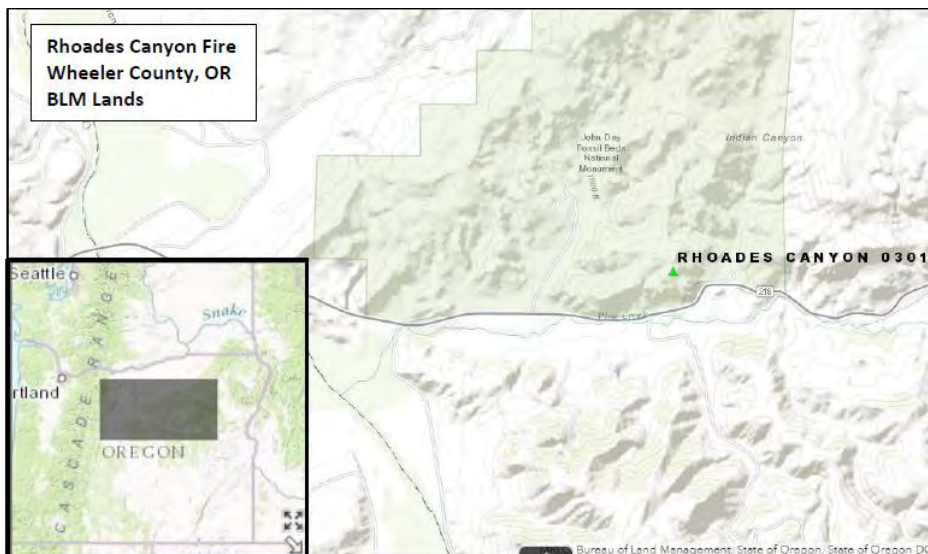 Rhoades Canyon Fire
Wheeler County, OR
BLM Lands
John Day
Fossil Beds
National
Monument
Indian Canyon
RHOADES CANYON 0301
218
Pine Creek
Seattle
Snake
rtland
CASCADE RANGE
OREGON
Bureau of Land Management, State of Oregon, State of Oregon DO